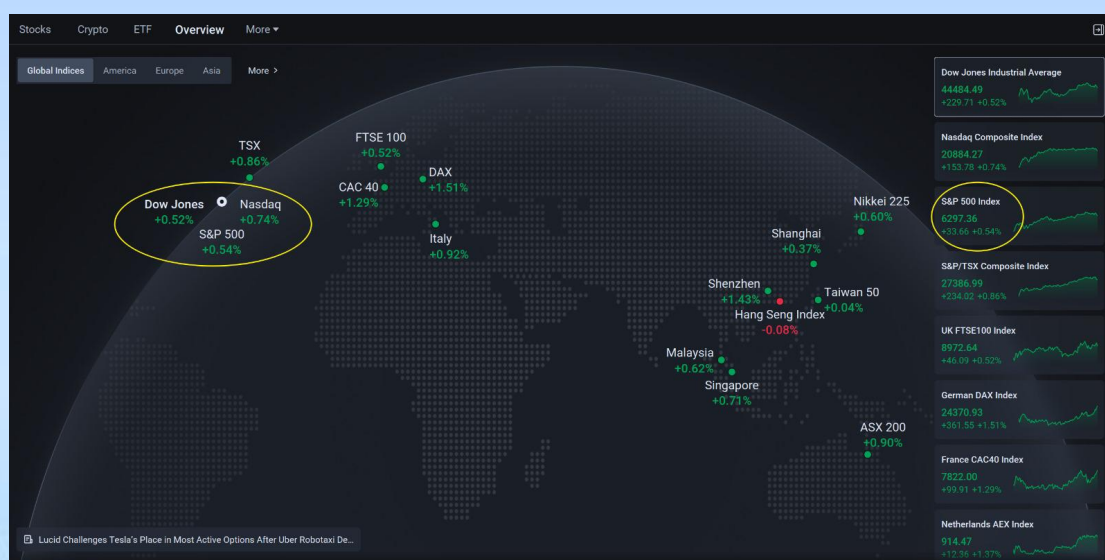 Stocks Crypto ETF Overview More
Global Indices America Europe Asia More >
TSX
+0.86%
Dow Jones
+0.52%
Nasdaq
+0.74%
S&P 500
+0.54%
FTSE 100
+0.52%
DAX
+1.51%
CAC 40
+1.29%
Italy
+0.92%
Nikkei 225
+0.60%
Shanghai
+0.37%
Shenzhen
+1.43%
Taiwan 50
+0.04%
Hang Seng Index
-0.08%
Malaysia
+0.62%
Singapore
+0.71%
ASX 200
+0.90%
Dow Jones Industrial Average
44484.49
+229.71 +0.52%
Nasdaq Composite Index
20884.27
+153.78 +0.74%
S&P 500 Index
6297.36
+33.66 +0.54%
S&P/TSX Composite Index
27386.99
+234.02 +0.86%
UK FTSE100 Index
8972.64
+46.09 +0.52%
German DAX Index
24370.93
+361.55 +1.51%
France CAC40 Index
7822.00
+99.91 +1.29%
Netherlands AEX Index
914.47
+12.36 +1.37%
Lucid Challenges Tesla's Place in Most Active Options After Uber Robotaxi De...